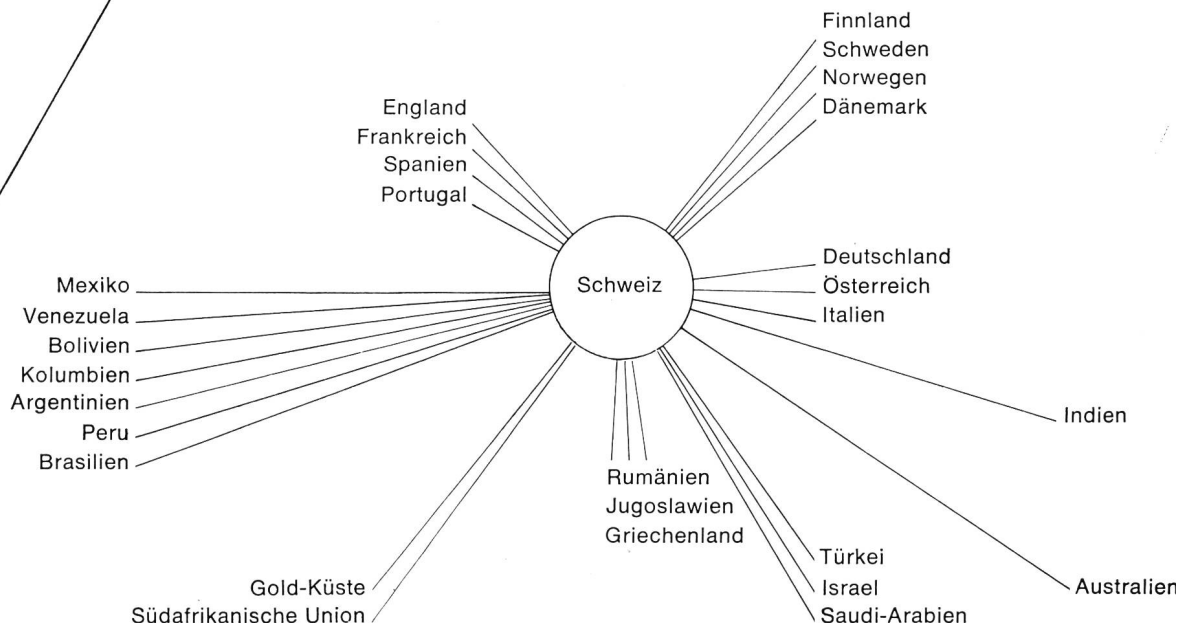 Finnland
Schweden
Norwegen
Dänemark
England
Frankreich
Spanien
Portugal
Schweiz
Deutschland
Österreich
Italien
Mexiko
Venezuela
Bolivien
Kolumbien
Argentinien
Peru
Brasilien
Indien
Rumänien
Jugoslawien
Griechenland
Türkei
Israel
Saudi-Arabien
Australien
Gold-Küste
Südafrikanische Union